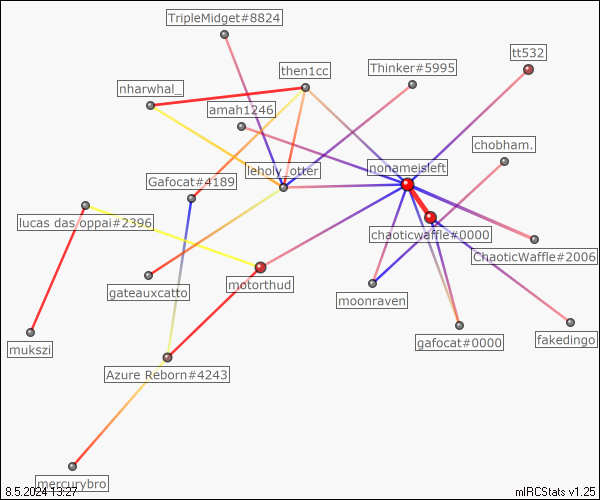 TripleMidget#8824
tt532
then1cc
Thinker#5995
nharwhal_
amah1246
chobham.
leholy_otter
nonameisleft
Gafocat#4189
lucas das oppai#2396
chaoticwaffle#0000
ChaoticWaffle#2006
motorthud
gateauxcatto
moonraven
gafocat#0000
fakedingo
mukszi
Azure Reborn#4243
mercurybro
8.5.2024 13:27
mIRCStats v1.25